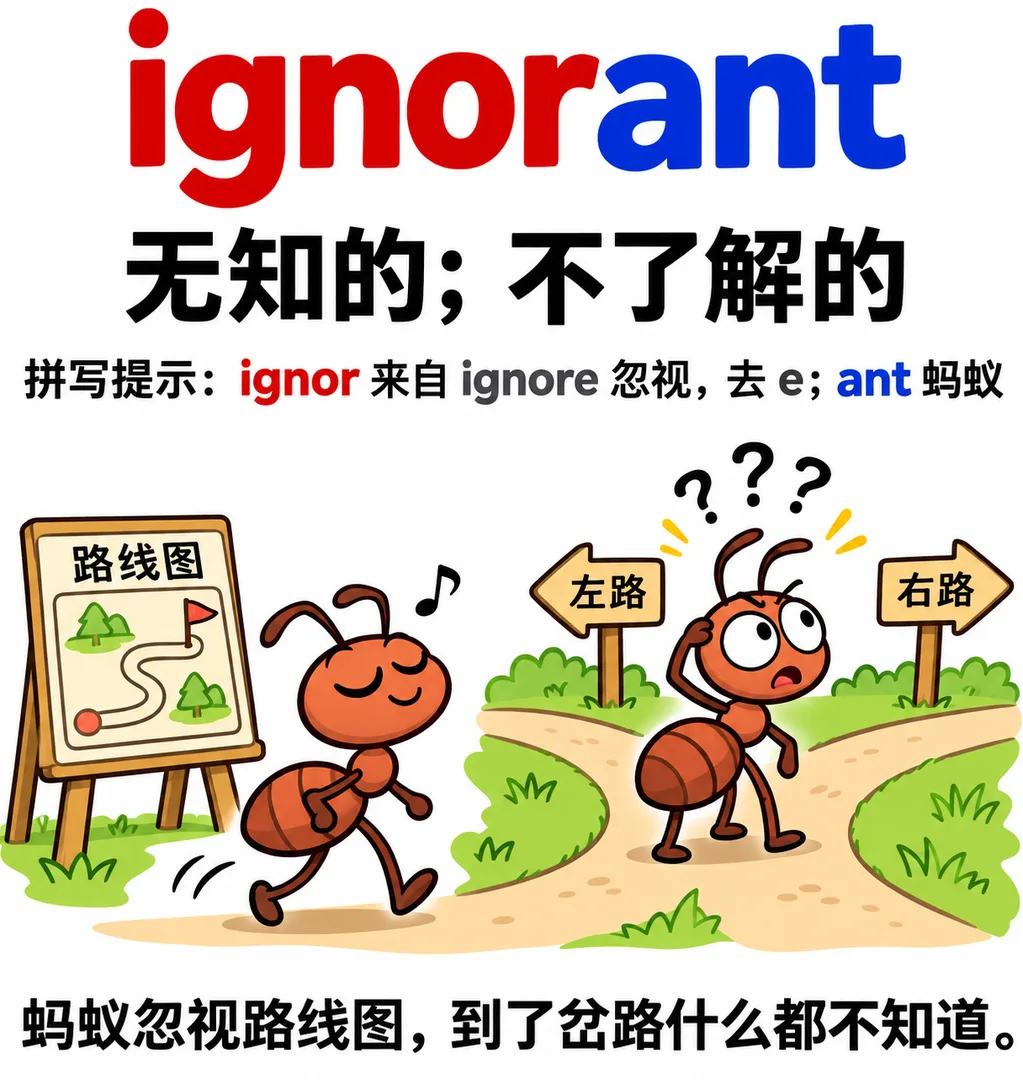 ignorant
无知的；不了解的
拼写提示：ignor 来自 ignore 忽视，去 e；ant 蚂蚁
???
路线图
左路
右路
蚂蚁忽视路线图，到了岔路什么都不知道。